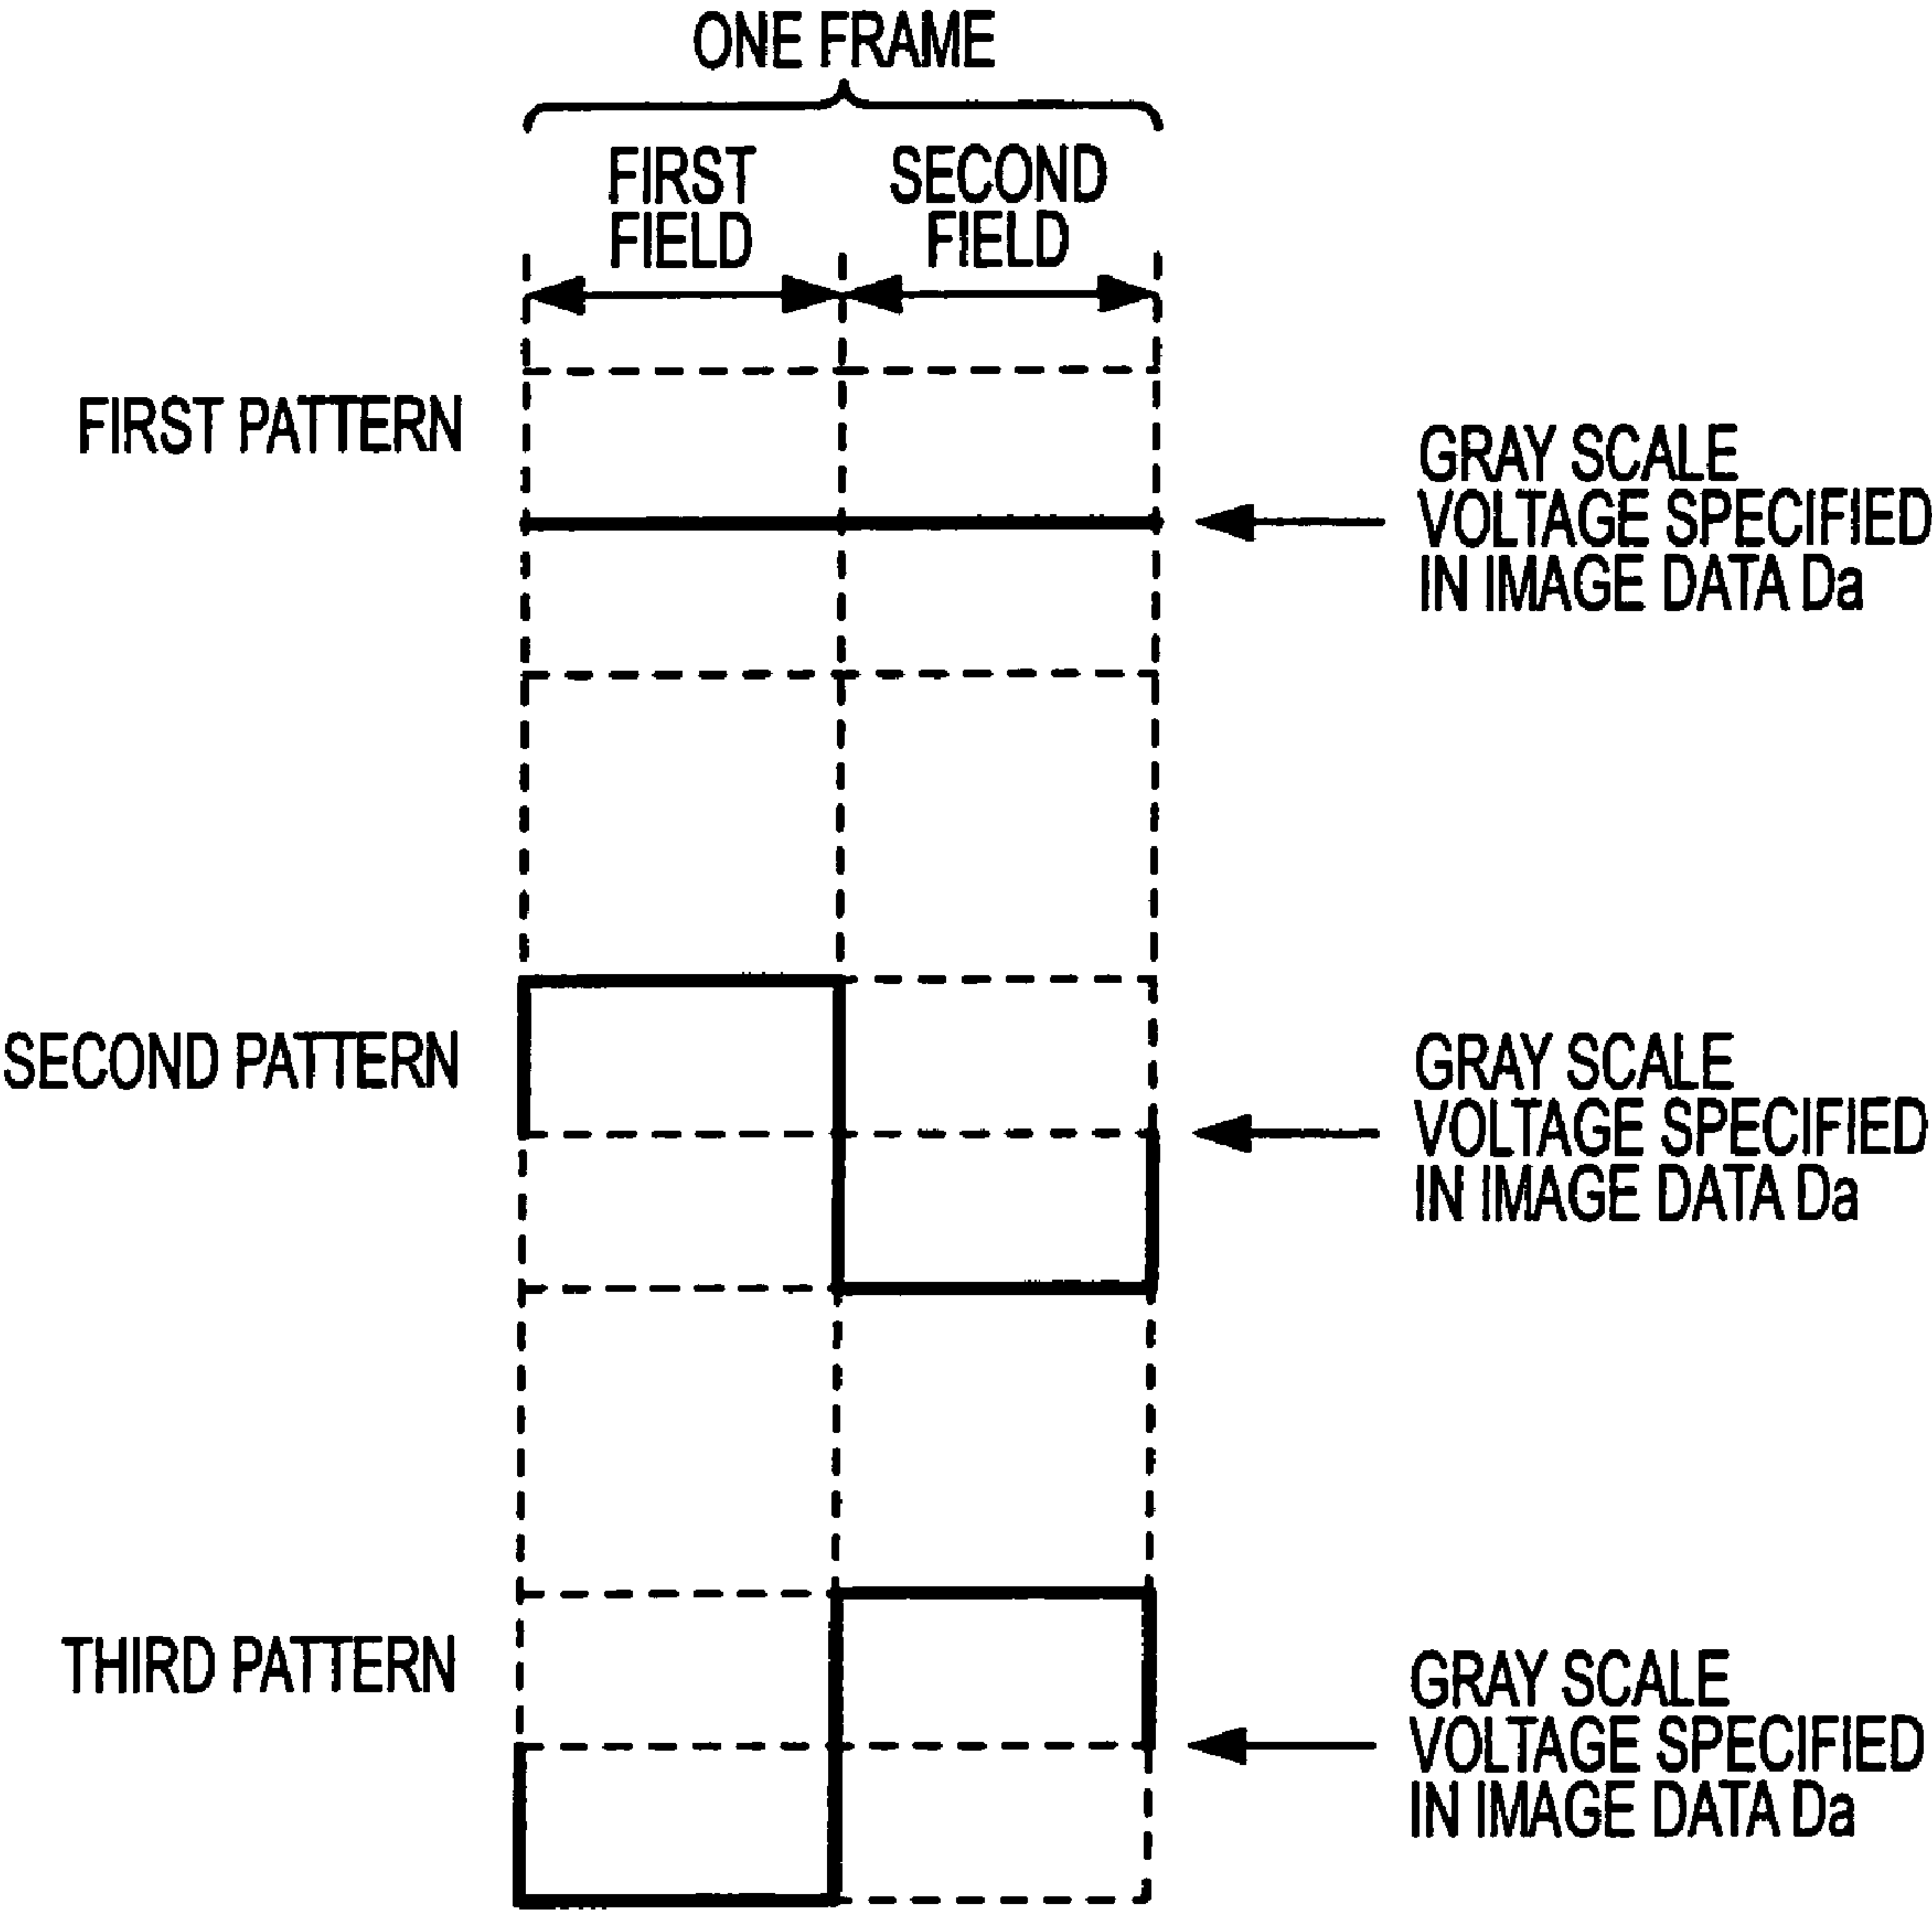 ONE FRAME
FIRST
FIELD
SECOND
FIELD
FIRST PATTERN
GRAY SCALE
VOLTAGE SPECIFIED
IN IMAGE DATA Da
SECOND PATTERN
GRAY SCALE
VOLTAGE SPECIFIED
IN IMAGE DATA Da
THIRD PATTERN
GRAY SCALE
VOLTAGE SPECIFIED
IN IMAGE DATA Da